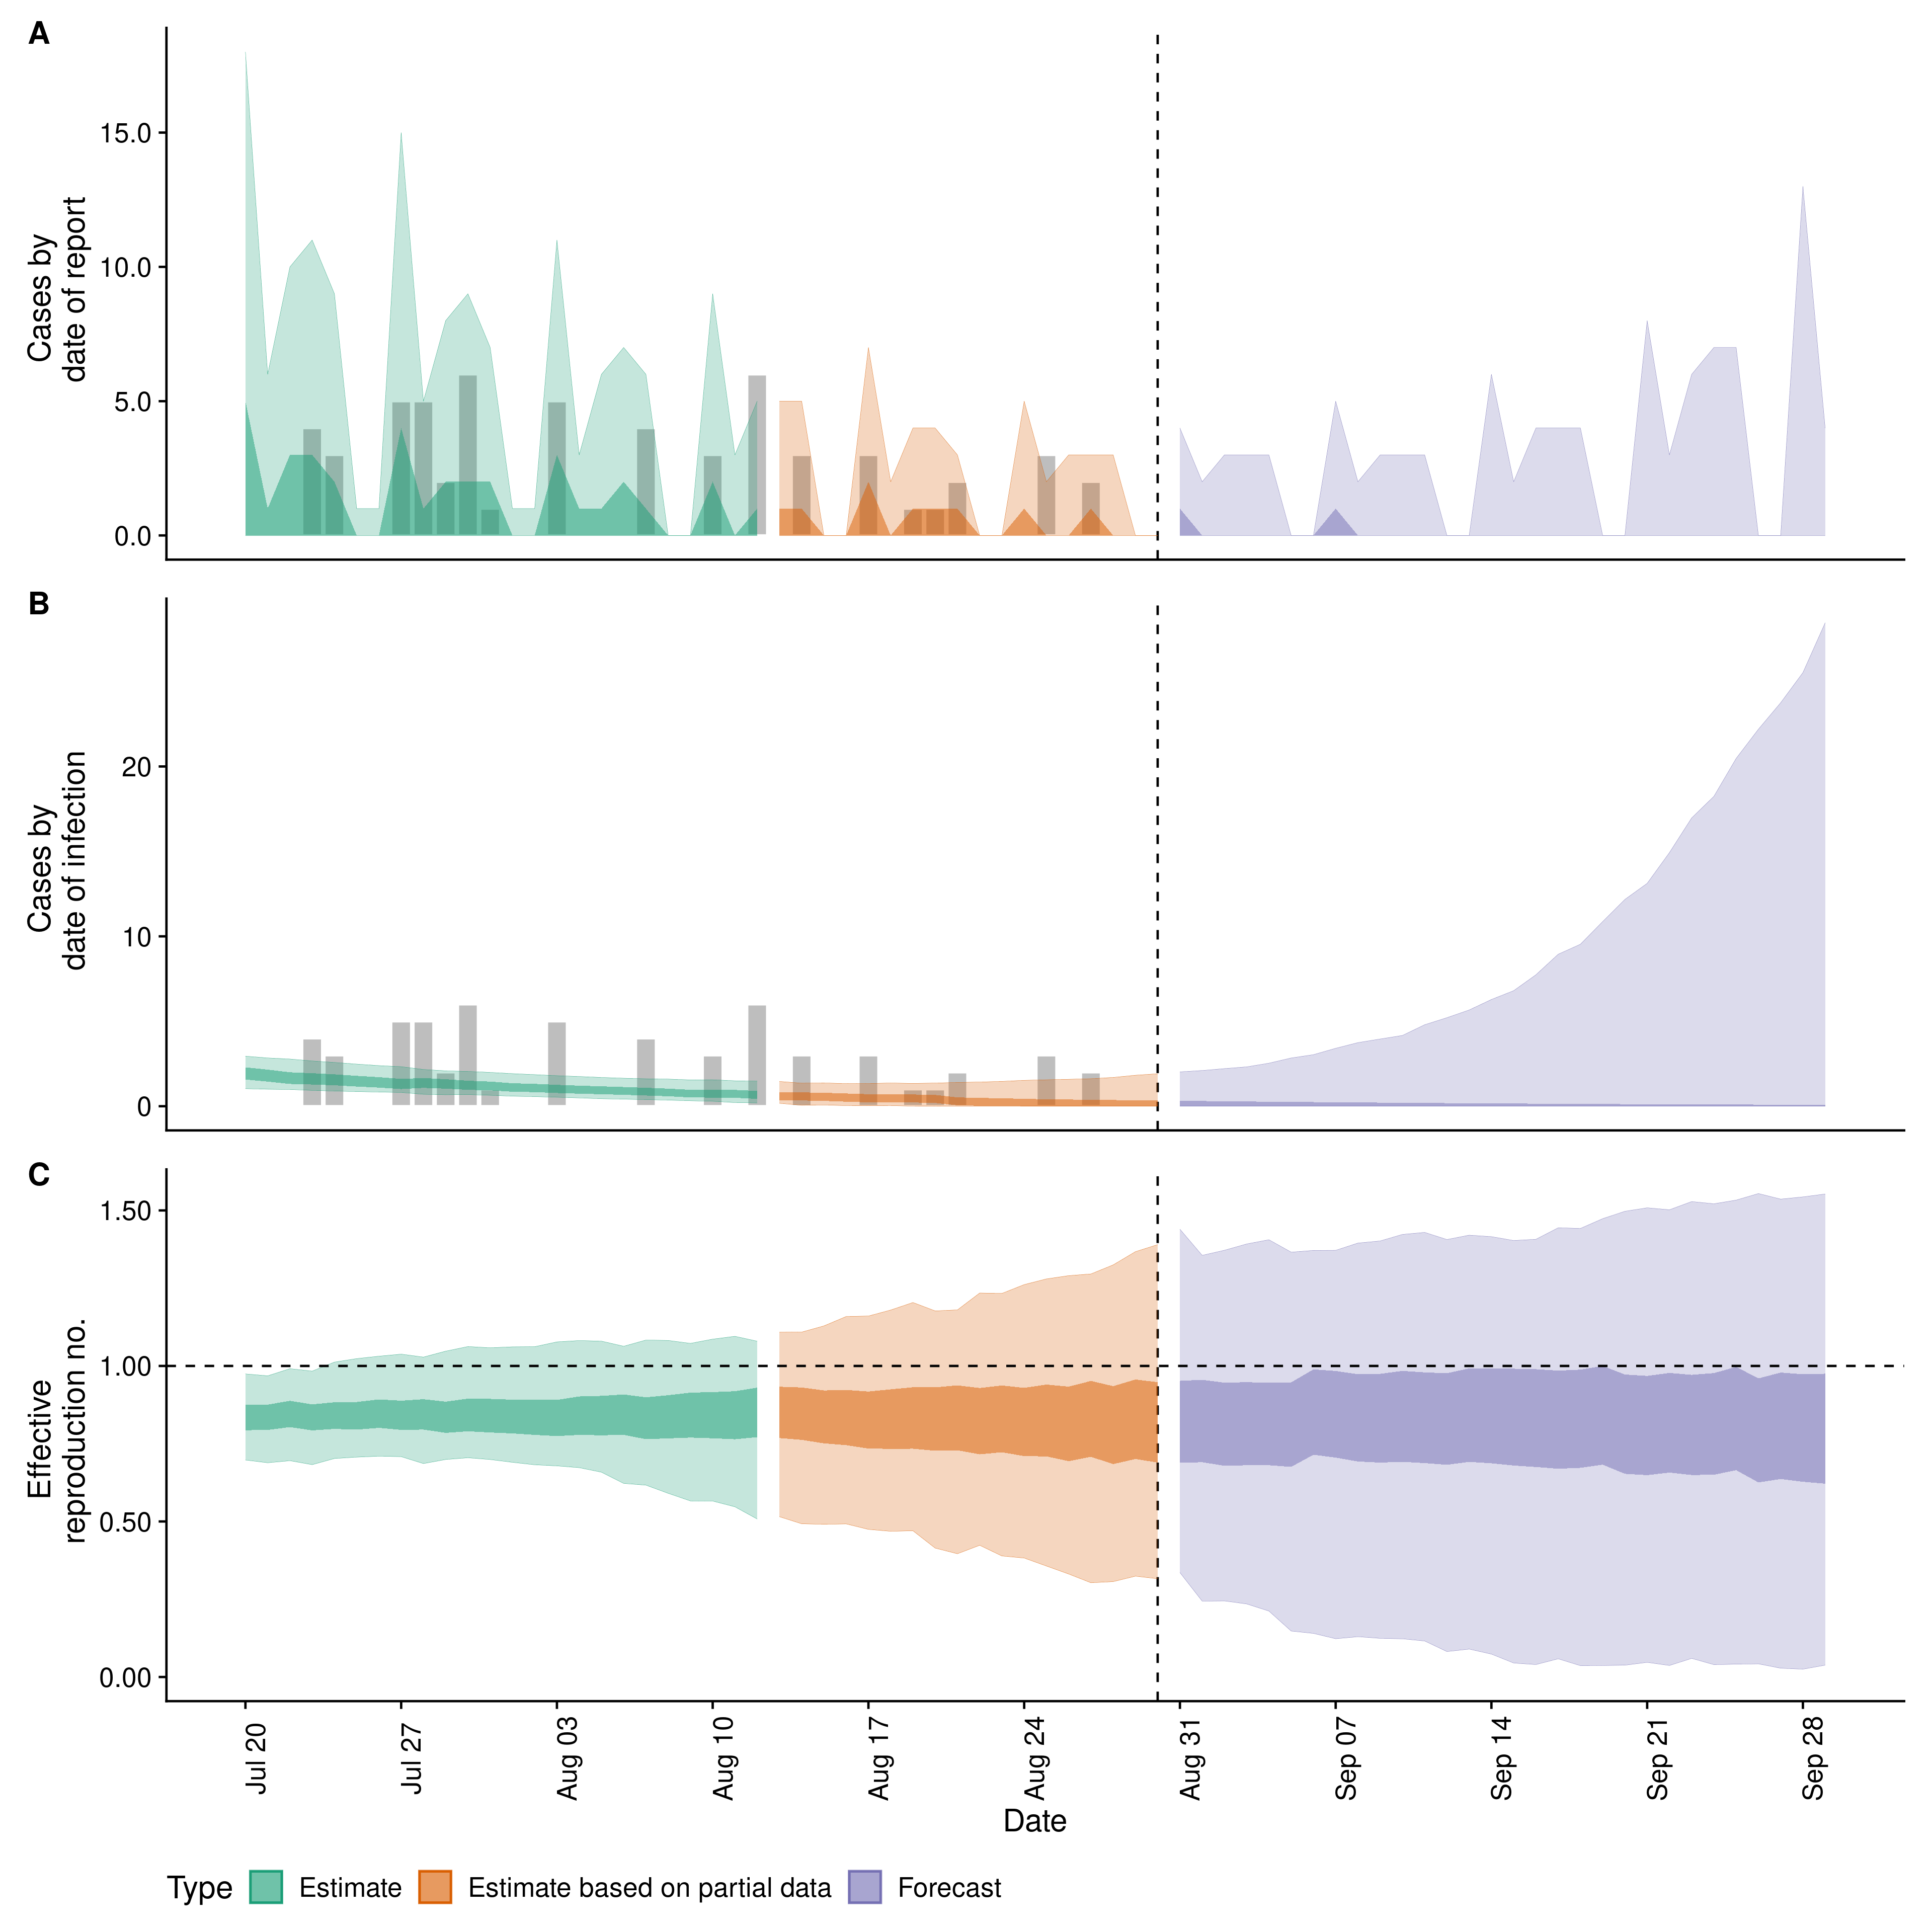 A
Cases by
date of report
15.0
10.0
5.0
0.0
B
Cases by
date of infection
20
10
0
C
Effective
reproduction no.
1.50
1.00
0.50
0.00
Jul 20
Jul 27
Aug 03
Aug 10
Aug 17
Aug 24
Aug 31
Sep 07
Sep 14
Sep 21
Sep 28
Date
Type Estimate Estimate based on partial data Forecast